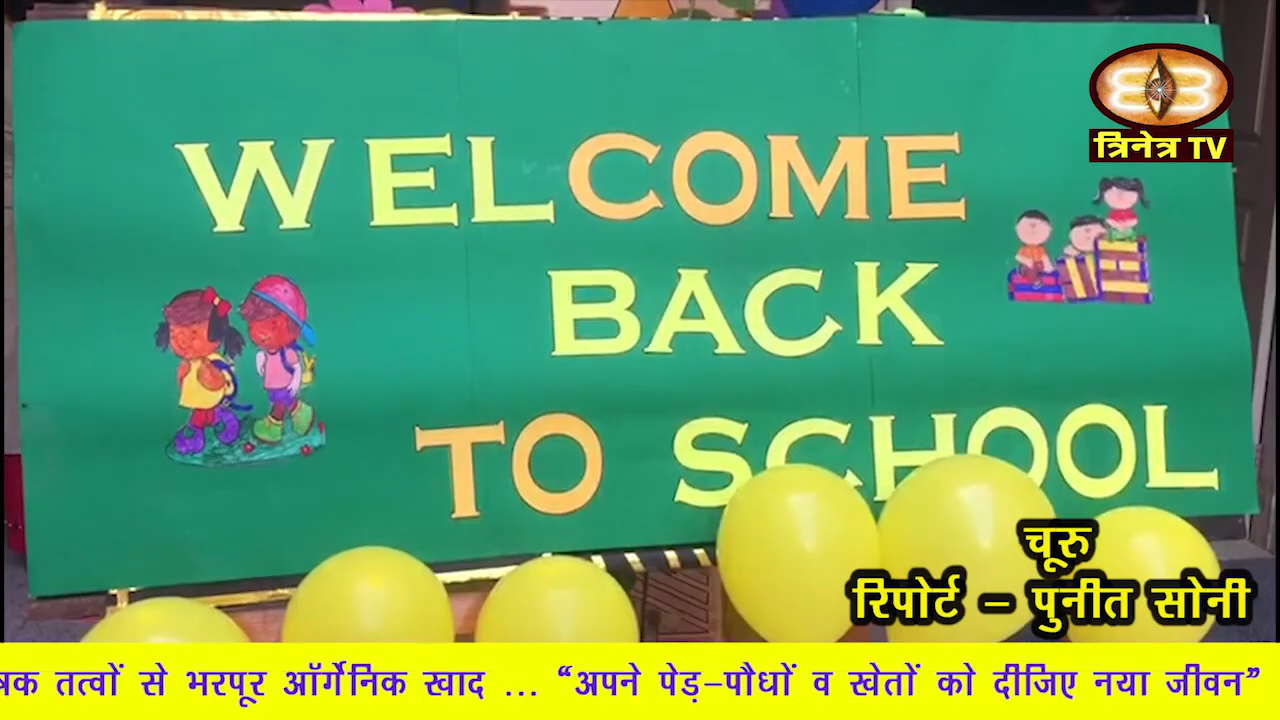 WELCOME
BACK
TO SCHOOL
त्रिनेत्र TV
चूरु
रिपोर्ट – पुनीत सोनी
तत्वों से भरपूर ऑर्गेनिक खाद ... “अपने पेड़–पौधों व खेतों को दीजिए नया जीवन”